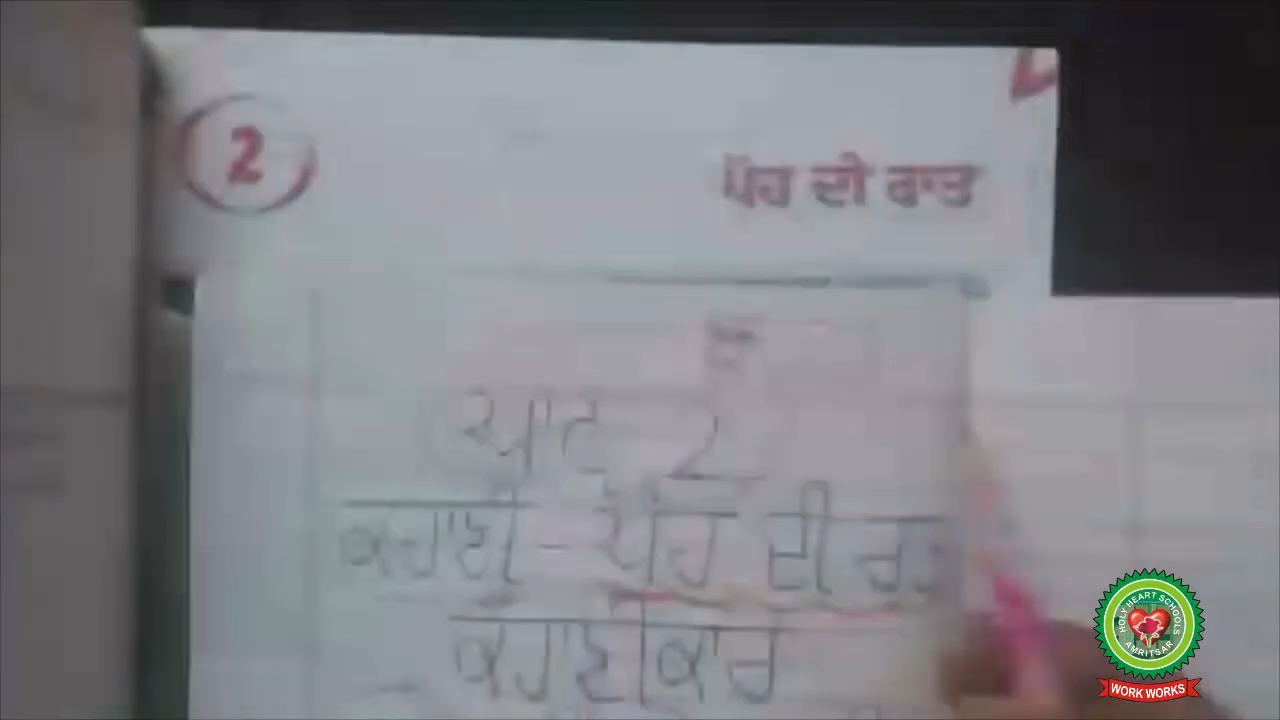 2
ਪੋਹ ਦੀ ਰਾਤ
ਪਾਠ 2
ਕਹਾਣੀ - ਪੋਹ ਦੀ
ਕਹਾਣੀਕਾਰ
HOLY HEART SCHOOLS
AMRITSAR
WORK WORKS